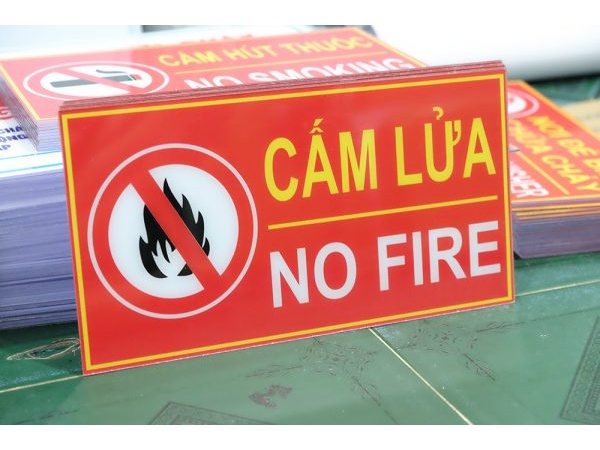 CẤM HÚT THUỐC
NO SMOKING
CẤM LỬA
NO FIRE